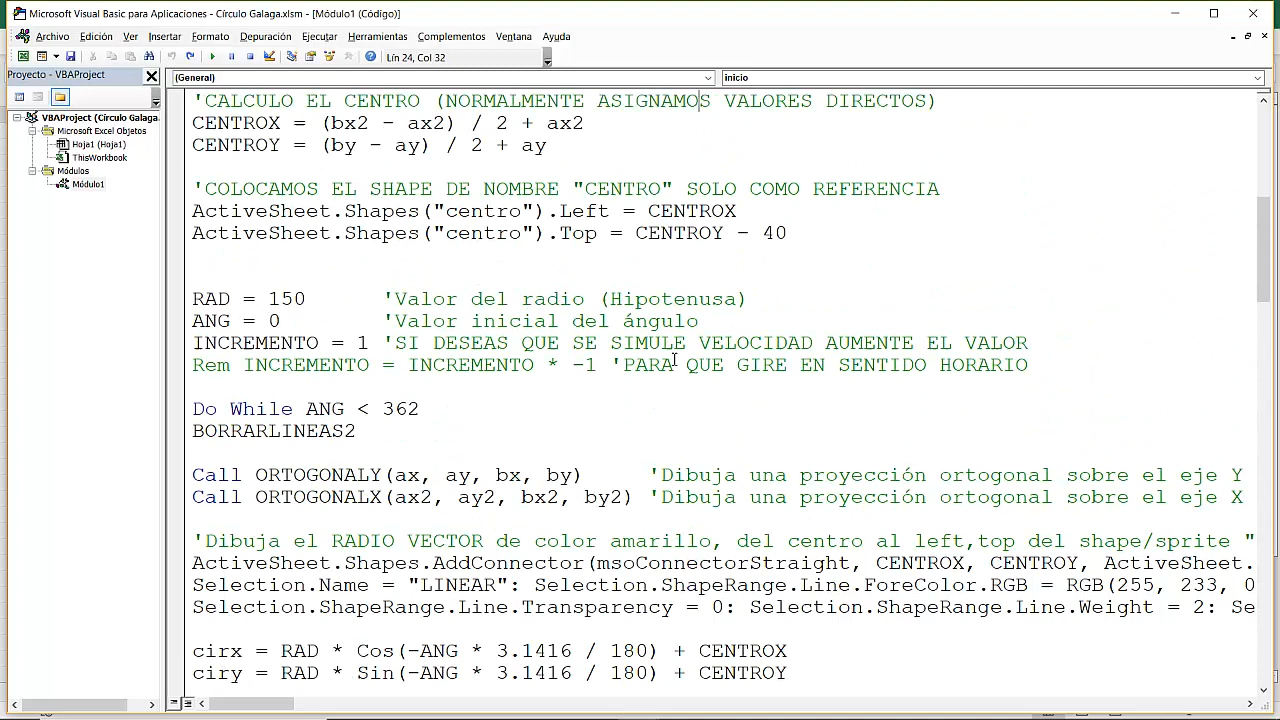 Microsoft Visual Basic para Aplicaciones - Círculo Galaga.xlsm - [Módulo1 (Código)]
Archivo Edición Ver Insertar Formato Depuración Ejecutar Herramientas Complementos Ventana Ayuda
Lín 24, Col 32
Proyecto - VBAProject
(General)
inicio
VBAProject (Círculo Galaga.
Microsoft Excel Objetos
Hoja1 (Hoja1)
ThisWorkbook
Módulos
Módulo1
'CALCULO EL CENTRO (NORMALMENTE ASIGNAMOS VALORES DIRECTOS)
CENTROX = (bx2 - ax2) / 2 + ax2
CENTROY = (by - ay) / 2 + ay
'COLOCAMOS EL SHAPE DE NOMBRE "CENTRO" SOLO COMO REFERENCIA
ActiveSheet.Shapes("centro").Left = CENTROX
ActiveSheet.Shapes("centro").Top = CENTROY - 40
RAD = 150 'Valor del radio (Hipotenusa)
ANG = 0 'Valor inicial del ángulo
INCREMENTO = 1 'SI DESEAS QUE SE SIMULE VELOCIDAD AUMENTE EL VALOR
Rem INCREMENTO = INCREMENTO * -1 'PARA QUE GIRE EN SENTIDO HORARIO
Do While ANG < 362
BORRARLINEAS2
Call ORTOGONALY(ax, ay, bx, by) 'Dibuja una proyección ortogonal sobre el eje Y
Call ORTOGONALX(ax2, ay2, bx2, by2) 'Dibuja una proyección ortogonal sobre el eje X
'Dibuja el RADIO VECTOR de color amarillo, del centro al left,top del shape/sprite "
ActiveSheet.Shapes.AddConnector(msoConnectorStraight, CENTROX, CENTROY, ActiveSheet.
Selection.Name = "LINEAR": Selection.ShapeRange.Line.ForeColor.RGB = RGB(255, 233, 0
Selection.ShapeRange.Line.Transparency = 0: Selection.ShapeRange.Line.Weight = 2: Se
cirx = RAD * Cos(-ANG * 3.1416 / 180) + CENTROX
ciry = RAD * Sin(-ANG * 3.1416 / 180) + CENTROY